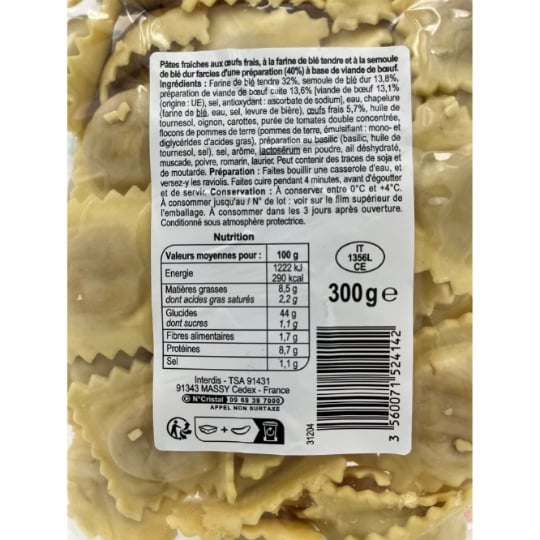 Pâtes fraîches aux œufs frais, à la farine de blé tendre et à la semoule
de blé dur farcies d'une préparation (40%) à base de viande de bœuf.
Ingrédients : Farine de blé tendre 32%, semoule de blé dur 13,8%,
préparation de viande de bœuf cuite 13,6% [viande de bœuf 13,1%
(origine : UE), sel, antioxydant : ascorbate de sodium], eau, chapelure
(farine de blé, eau, sel, levure de bière), œufs frais 5,7%, huile de
tournesol, oignon, carottes, purée de tomates double concentrée,
flocons de pommes de terre (pommes de terre, émulsifiant : mono- et
diglycérides d'acides gras), préparation au basilic (basilic, huile de
tournesol, sel), sel, arôme, lactosérum en poudre, ail déshydraté,
muscade, poivre, romarin, laurier. Peut contenir des traces de soja et
de moutarde. Préparation : Faites bouillir une casserole d'eau, et
versez-y les raviolis. Faites cuire pendant 4 minutes, avant d'égoutter
et de servir. Conservation : À conserver entre 0°C et +4°C.
À consommer jusqu'au / N° de lot : voir sur le film supérieur de
l'emballage. À consommer dans les 3 jours après ouverture.
Conditionné sous atmosphère protectrice.
Nutrition
Valeurs moyennes pour : 100 g
Energie 1222 kJ
290 kcal
Matières grasses 8,5 g
dont acides gras saturés 2,2 g
Glucides 44 g
dont sucres 1,1 g
Fibres alimentaires 1,7 g
Protéines 8,7 g
Sel 1,1 g
IT
1356L
CE
300 g e
Interdis - TSA 91431
91343 MASSY Cedex - France
N°Cristal 09 69 39 7000
APPEL NON SURTAXE
31204
3 560071 524142